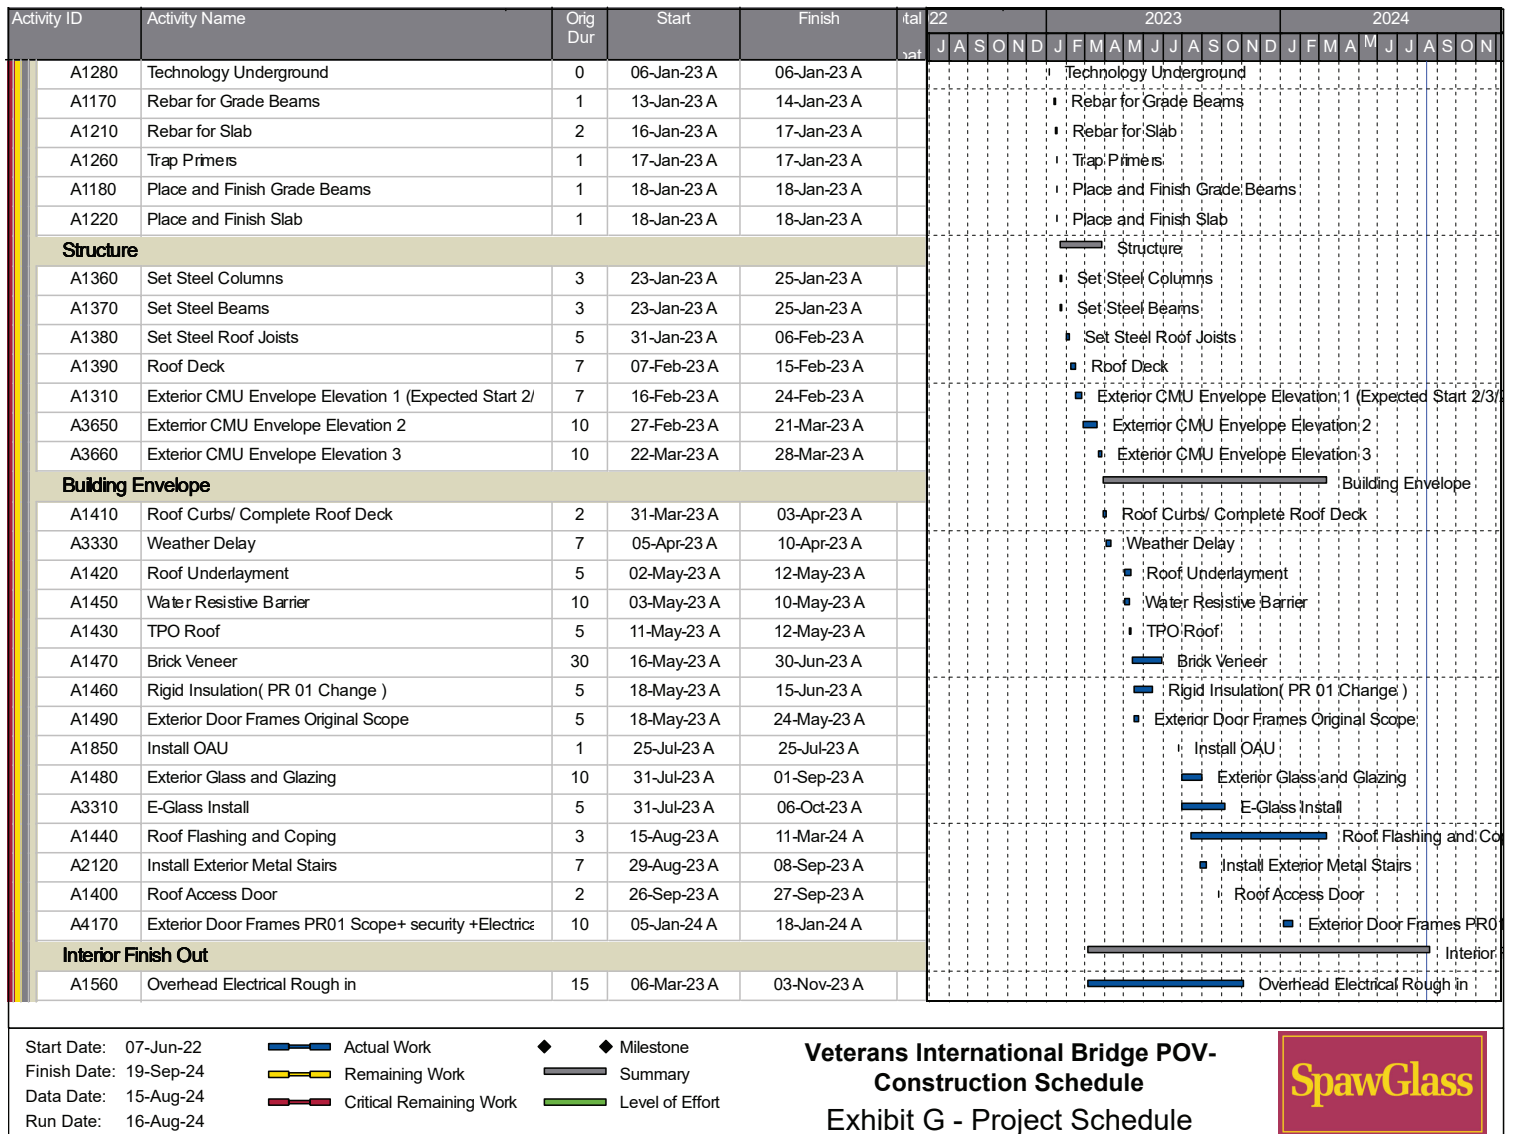 Activity ID Activity Name Orig Dur Start Finish 22 2023 2024
J A S O N D J F M A M J J A S O N D J F M A M J J A S O N
A1280 Technology Underground 0 06-Jan-23 A 06-Jan-23 A Technology Underground
A1170 Rebar for Grade Beams 1 13-Jan-23 A 14-Jan-23 A Rebar for Grade Beams
A1210 Rebar for Slab 2 16-Jan-23 A 17-Jan-23 A Rebar for Slab
A1260 Trap Primers 1 17-Jan-23 A 17-Jan-23 A Trap Primers
A1180 Place and Finish Grade Beams 1 18-Jan-23 A 18-Jan-23 A Place and Finish Grade Beams
A1220 Place and Finish Slab 1 18-Jan-23 A 18-Jan-23 A Place and Finish Slab
Structure Structure
A1360 Set Steel Columns 3 23-Jan-23 A 25-Jan-23 A Set Steel Columns
A1370 Set Steel Beams 3 23-Jan-23 A 25-Jan-23 A Set Steel Beams
A1380 Set Steel Roof Joists 5 31-Jan-23 A 06-Feb-23 A Set Steel Roof Joists
A1390 Roof Deck 7 07-Feb-23 A 15-Feb-23 A Roof Deck
A1310 Exterior CMU Envelope Elevation 1 (Expected Start 2/ 7 16-Feb-23 A 24-Feb-23 A Exterior CMU Envelope Elevation 1 (Expected Start 2/3/
A3650 Exterrior CMU Envelope Elevation 2 10 27-Feb-23 A 21-Mar-23 A Exterrior CMU Envelope Elevation 2
A3660 Exterior CMU Envelope Elevation 3 10 22-Mar-23 A 28-Mar-23 A Exterior CMU Envelope Elevation 3
Building Envelope Building Envelope
A1410 Roof Curbs/ Complete Roof Deck 2 31-Mar-23 A 03-Apr-23 A Roof Curbs/ Complete Roof Deck
A3330 Weather Delay 7 05-Apr-23 A 10-Apr-23 A Weather Delay
A1420 Roof Underlayment 5 02-May-23 A 12-May-23 A Roof Underlayment
A1450 Water Resistive Barrier 10 03-May-23 A 10-May-23 A Water Resistive Barrier
A1430 TPO Roof 5 11-May-23 A 12-May-23 A TPO Roof
A1470 Brick Veneer 30 16-May-23 A 30-Jun-23 A Brick Veneer
A1460 Rigid Insulation( PR 01 Change ) 5 18-May-23 A 15-Jun-23 A Rigid Insulation( PR 01 Change )
A1490 Exterior Door Frames Original Scope 5 18-May-23 A 24-May-23 A Exterior Door Frames Original Scope
A1850 Install OAU 1 25-Jul-23 A 25-Jul-23 A Install OAU
A1480 Exterior Glass and Glazing 10 31-Jul-23 A 01-Sep-23 A Exterior Glass and Glazing
A3310 E-Glass Install 5 31-Jul-23 A 06-Oct-23 A E-Glass Install
A1440 Roof Flashing and Coping 3 15-Aug-23 A 11-Mar-24 A Roof Flashing and Co
A2120 Install Exterior Metal Stairs 7 29-Aug-23 A 08-Sep-23 A Install Exterior Metal Stairs
A1400 Roof Access Door 2 26-Sep-23 A 27-Sep-23 A Roof Access Door
A4170 Exterior Door Frames PR01 Scope+ security +Electrica 10 05-Jan-24 A 18-Jan-24 A Exterior Door Frames PR01
Interior Finish Out Interior
A1560 Overhead Electrical Rough in 15 06-Mar-23 A 03-Nov-23 A Overhead Electrical Rough in
Start Date: 07-Jun-22
Finish Date: 19-Sep-24
Data Date: 15-Aug-24
Run Date: 16-Aug-24
Actual Work
Remaining Work
Critical Remaining Work
Milestone
Summary
Level of Effort
Veterans International Bridge POV-
Construction Schedule
Exhibit G - Project Schedule
SpawGlass